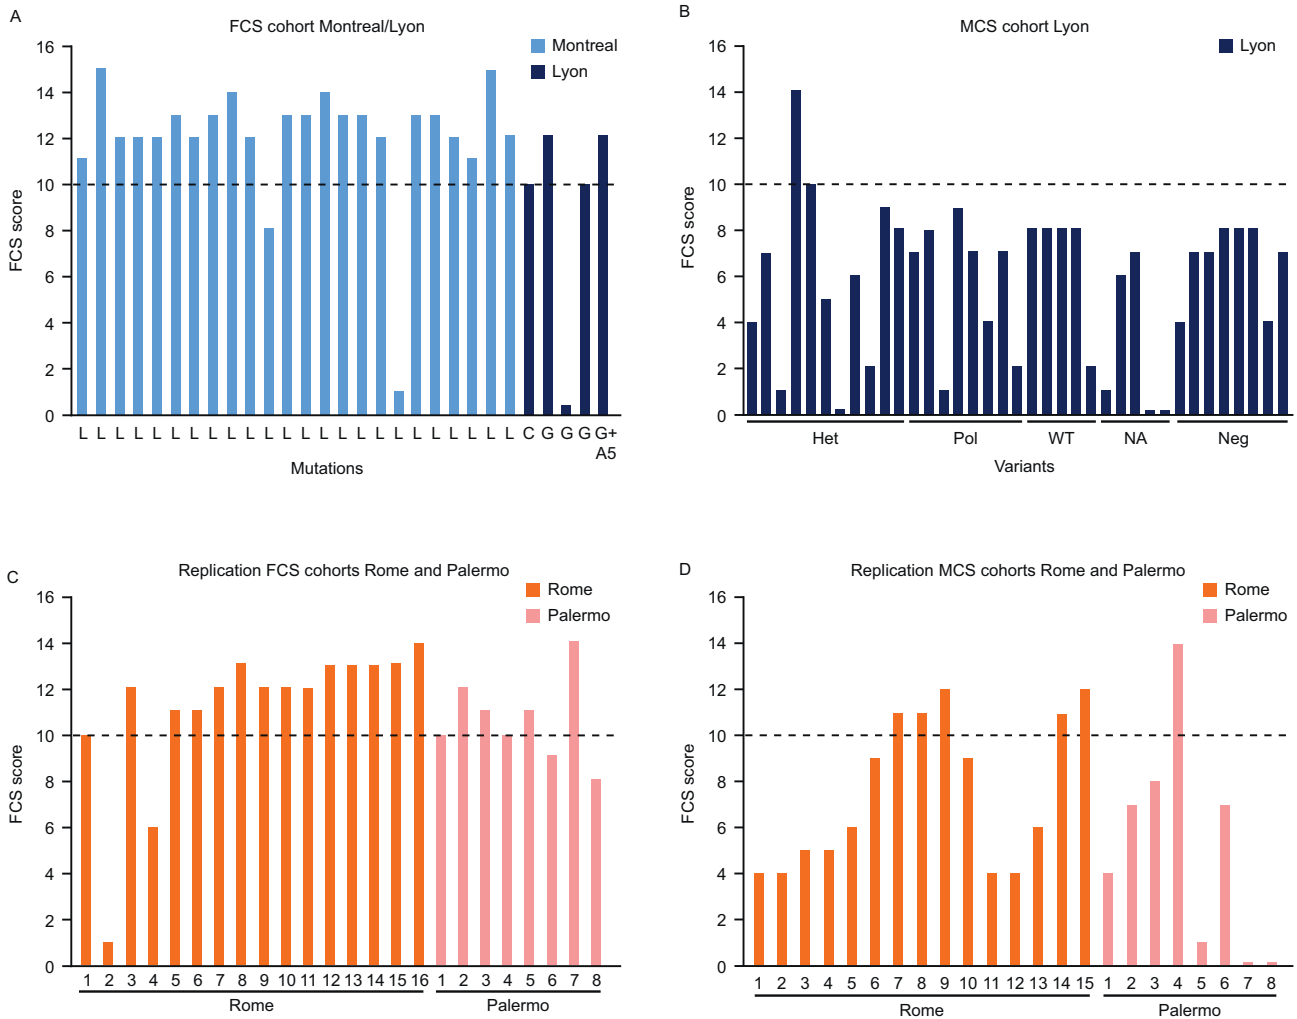 A
FCS cohort Montreal/Lyon
Montreal
Lyon
FCS score
16
14
12
10
8
6
4
2
0
L L L L L L L L L L L L L L L L L L L L L L L L C G G G G+
A5
Mutations
B
MCS cohort Lyon
Lyon
FCS score
16
14
12
10
8
6
4
2
0
Het Pol WT NA Neg
Variants
C
Replication FCS cohorts Rome and Palermo
Rome
Palermo
FCS score
16
14
12
10
8
6
4
2
0
1 2 3 4 5 6 7 8 9 10 11 12 13 14 15 16 1 2 3 4 5 6 7 8
Rome Palermo
D
Replication MCS cohorts Rome and Palermo
Rome
Palermo
FCS score
16
14
12
10
8
6
4
2
0
1 2 3 4 5 6 7 8 9 10 11 12 13 14 15 1 2 3 4 5 6 7 8
Rome Palermo